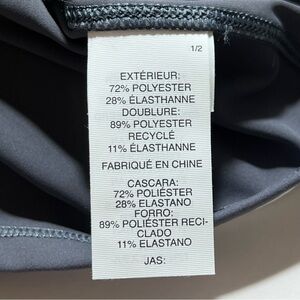 1/2
EXTÉRIEUR:
72% POLYESTER
28% ÉLASTHANNE
DOUBLURE:
89% POLYESTER
RECYCLÉ
11% ÉLASTHANNE
FABRIQUÉ EN CHINE
CASCARA:
72% POLIÉSTER
28% ELASTANO
FORRO:
89% POLIÉSTER RECI-
CLADO
11% ELASTANO
JAS: